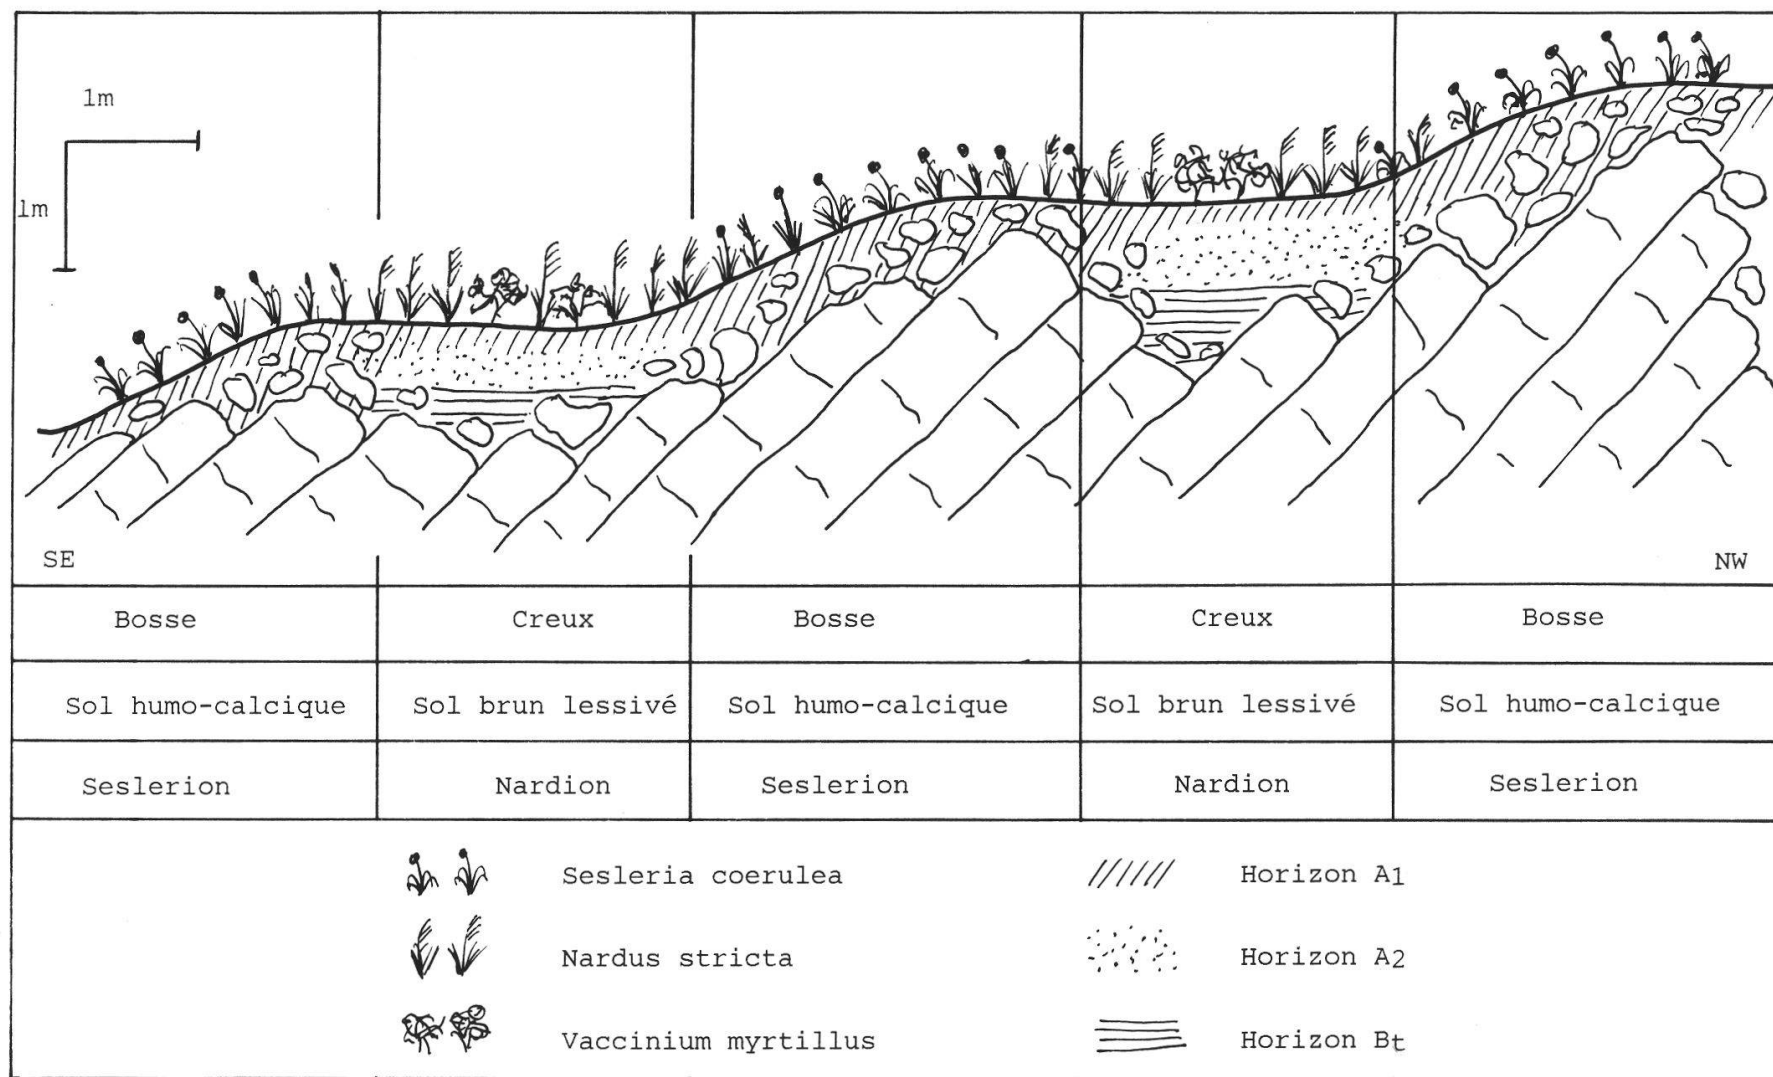 1m
1m
SE NW
Bosse Creux Bosse Creux Bosse
Sol humo-calcique Sol brun lessivé Sol humo-calcique Sol brun lessivé Sol humo-calcique
Seslerion Nardion Seslerion Nardion Seslerion
Sesleria coerulea Horizon A1
Nardus stricta Horizon A2
Vaccinium myrtillus Horizon Bt